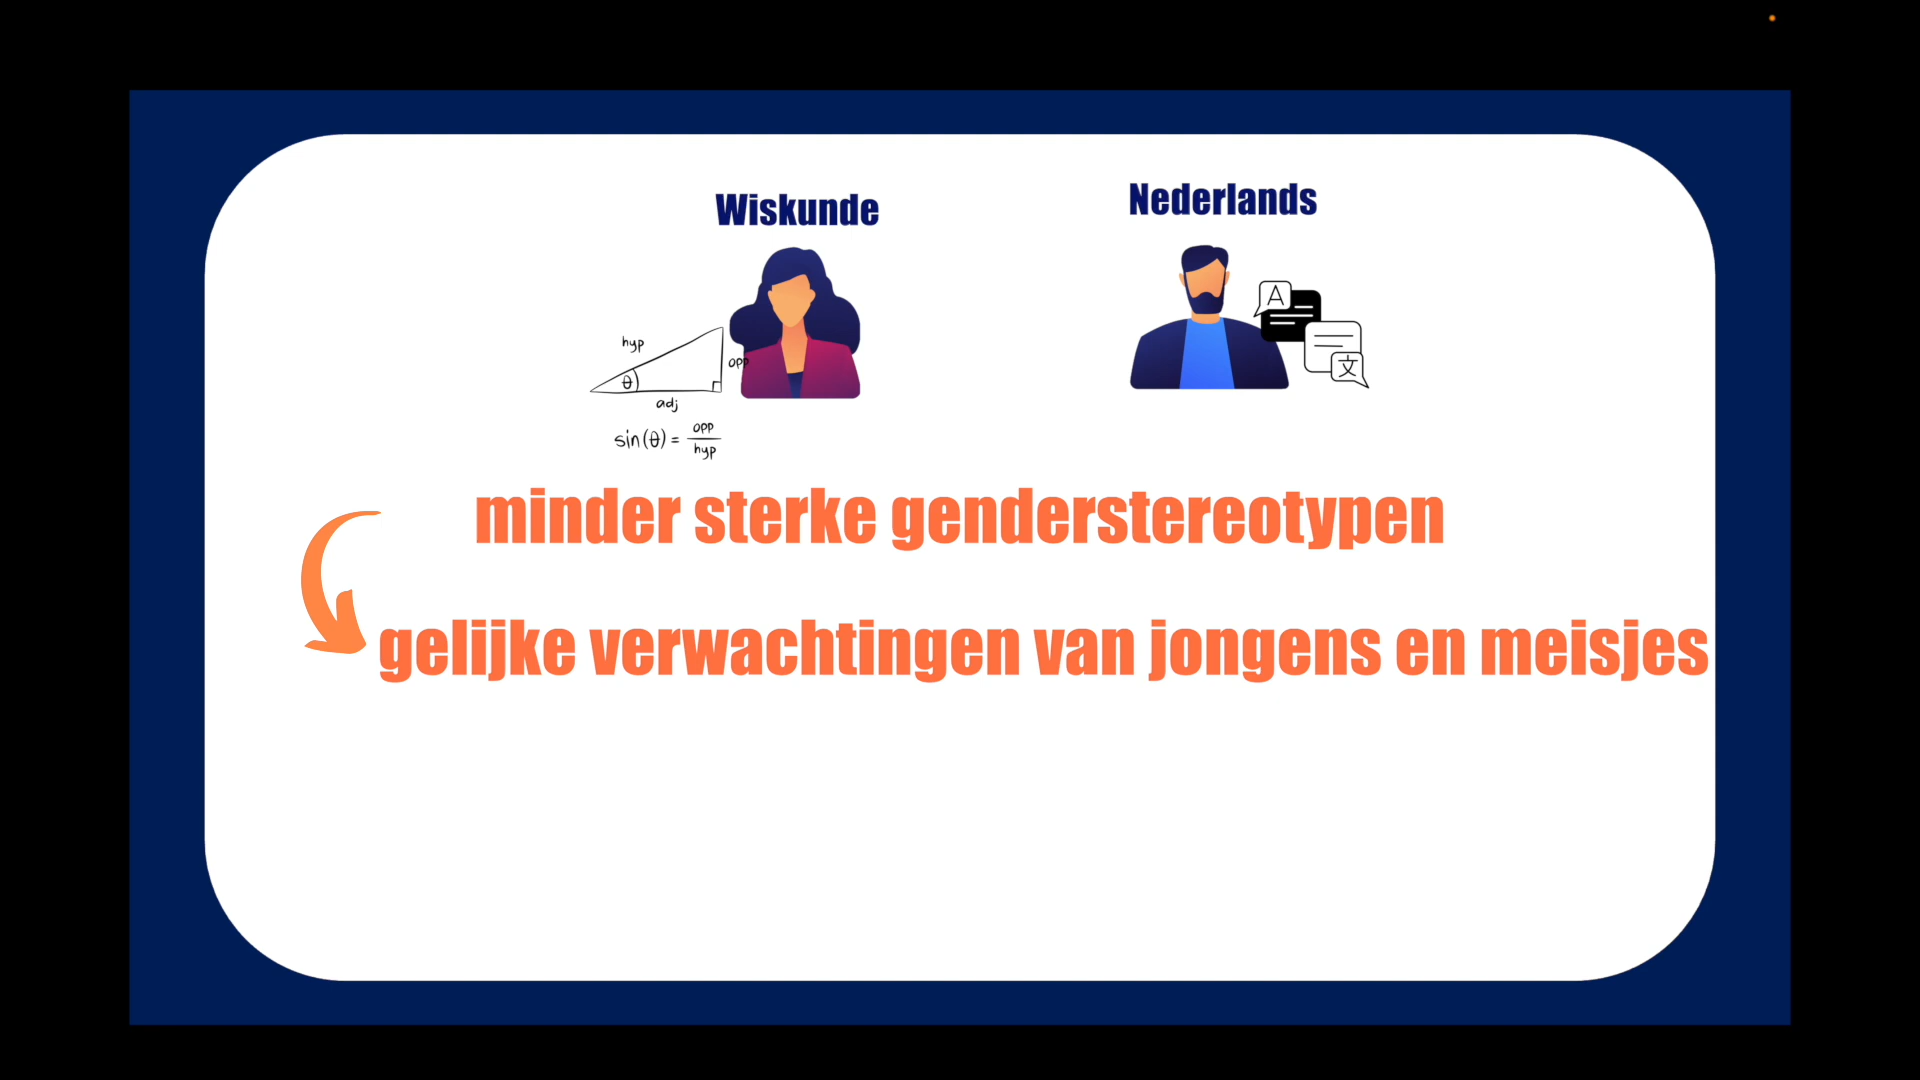 Wiskunde
Nederlands
hyp
opp
θ
adj
sin(θ) = opp/hyp
A
文
minder sterke genderstereotypen
gelijke verwachtingen van jongens en meisjes